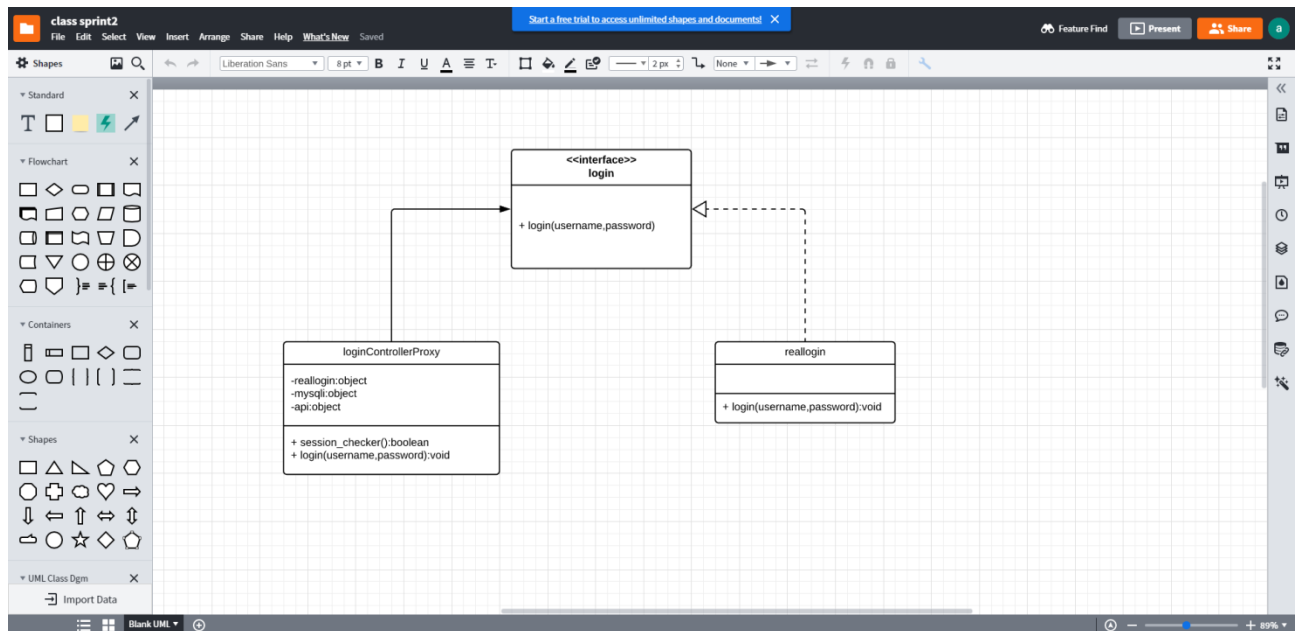 class sprint2
File Edit Select View Insert Arrange Share Help What's New Saved
Start a free trial to access unlimited shapes and documents!
Feature Find
Present
Share
a
Shapes
Liberation Sans
8 pt
B I U A T
2 px
None
Standard
T
Flowchart
Containers
Shapes
UML Class Dgm
Import Data
<<interface>>
login
+ login(username,password)
loginControllerProxy
-reallogin:object
-mysqli:object
-api:object
+ session_checker():boolean
+ login(username,password):void
reallogin
+ login(username,password):void
Blank UML
89%